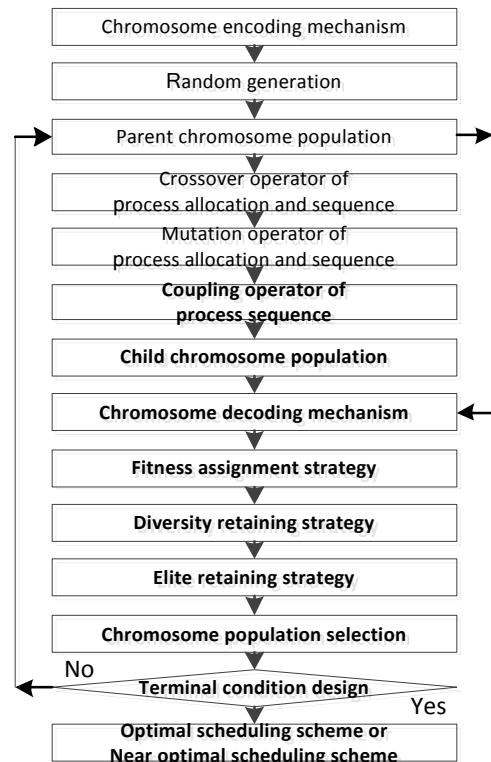 Chromosome encoding mechanism
Random generation
Parent chromosome population
Crossover operator of
process allocation and sequence
Mutation operator of
process allocation and sequence
Coupling operator of
process sequence
Child chromosome population
Chromosome decoding mechanism
Fitness assignment strategy
Diversity retaining strategy
Elite retaining strategy
Chromosome population selection
No
Terminal condition design
Yes
Optimal scheduling scheme or
Near optimal scheduling scheme